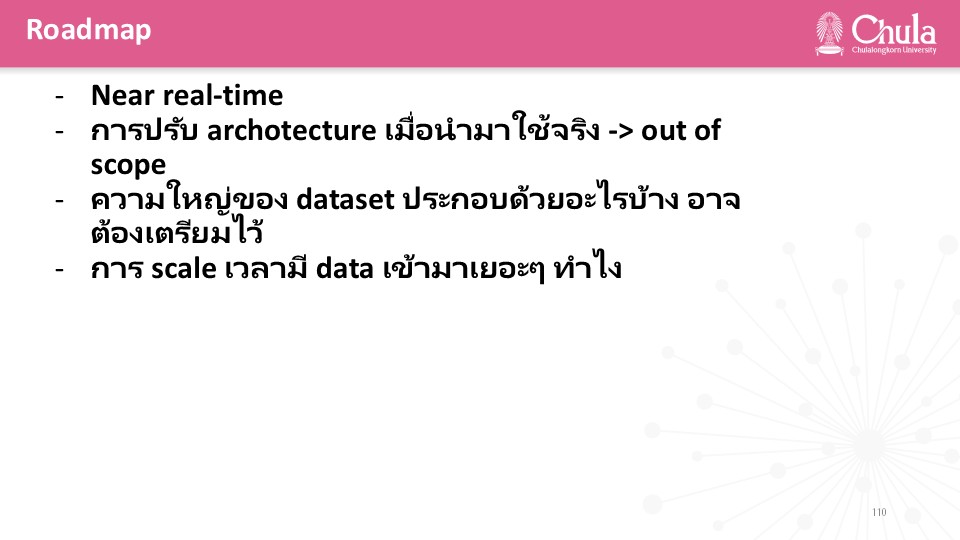 Roadmap
Chula
Chulalongkorn University
- Near real-time
- การปรับ archotecture เมื่อนำมาใช้จริง -> out of
scope
- ความใหญ่ของ dataset ประกอบด้วยอะไรบ้าง อาจ
ต้องเตรียมไว้
- การ scale เวลามี data เข้ามาเยอะๆ ทำไง
110